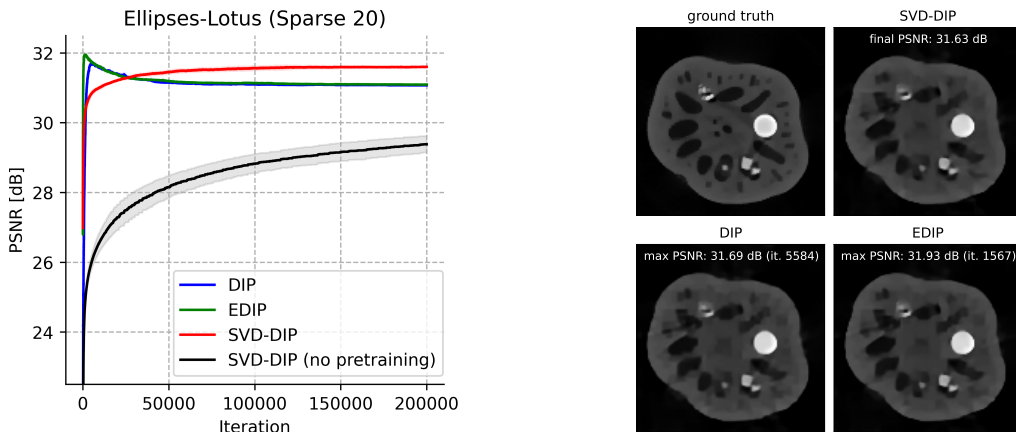 Ellipses-Lotus (Sparse 20)
PSNR [dB]
32
30
28
26
24
0
50000
100000
150000
200000
Iteration
DIP
EDIP
SVD-DIP
SVD-DIP (no pretraining)
ground truth
SVD-DIP
final PSNR: 31.63 dB
DIP
max PSNR: 31.69 dB (it. 5584)
EDIP
max PSNR: 31.93 dB (it. 1567)